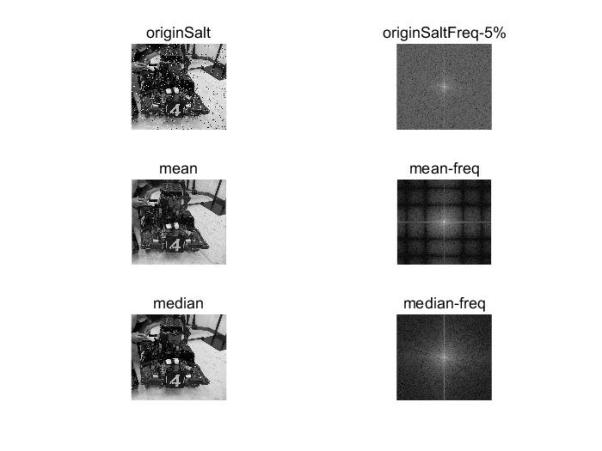 originSalt
originSaltFreq-5%
mean
mean-freq
4
median
median-freq
4
4